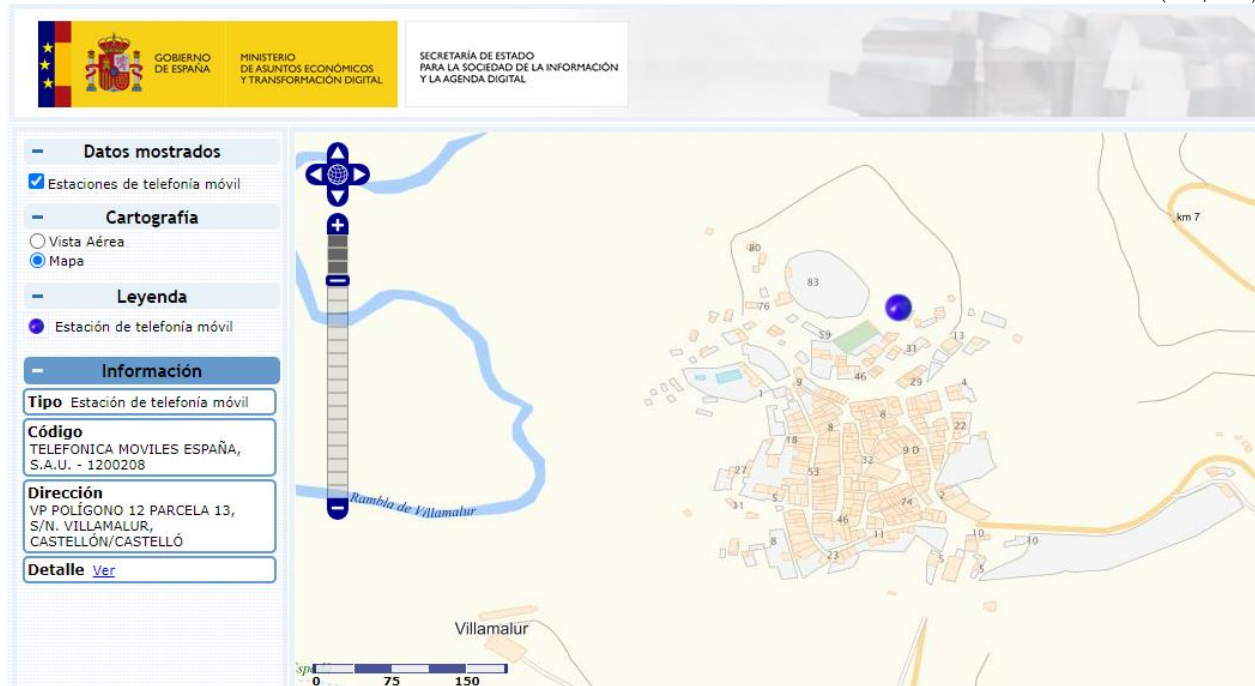 GOBIERNO
DE ESPAÑA
MINISTERIO
DE ASUNTOS ECONÓMICOS
Y TRANSFORMACIÓN DIGITAL
SECRETARÍA DE ESTADO
PARA LA SOCIEDAD DE LA INFORMACIÓN
Y LA AGENDA DIGITAL
Datos mostrados
Estaciones de telefonía móvil
Cartografía
Vista Aérea
Mapa
Leyenda
Estación de telefonía móvil
Información
Tipo Estación de telefonía móvil
Código
TELEFONICA MOVILES ESPAÑA,
S.A.U. - 1200208
Dirección
VP POLÍGONO 12 PARCELA 13,
S/N. VILLAMALUR,
CASTELLÓN/CASTELLÓ
Detalle Ver
km 7
80
83
76
59
13
31
46
29
4
9
1
8
8
22
18
9 D
32
27
53
5
74
2
11
46
11
10
10
8
23
5
5
Rambla de Villamalur
Villamalur
0 75 150